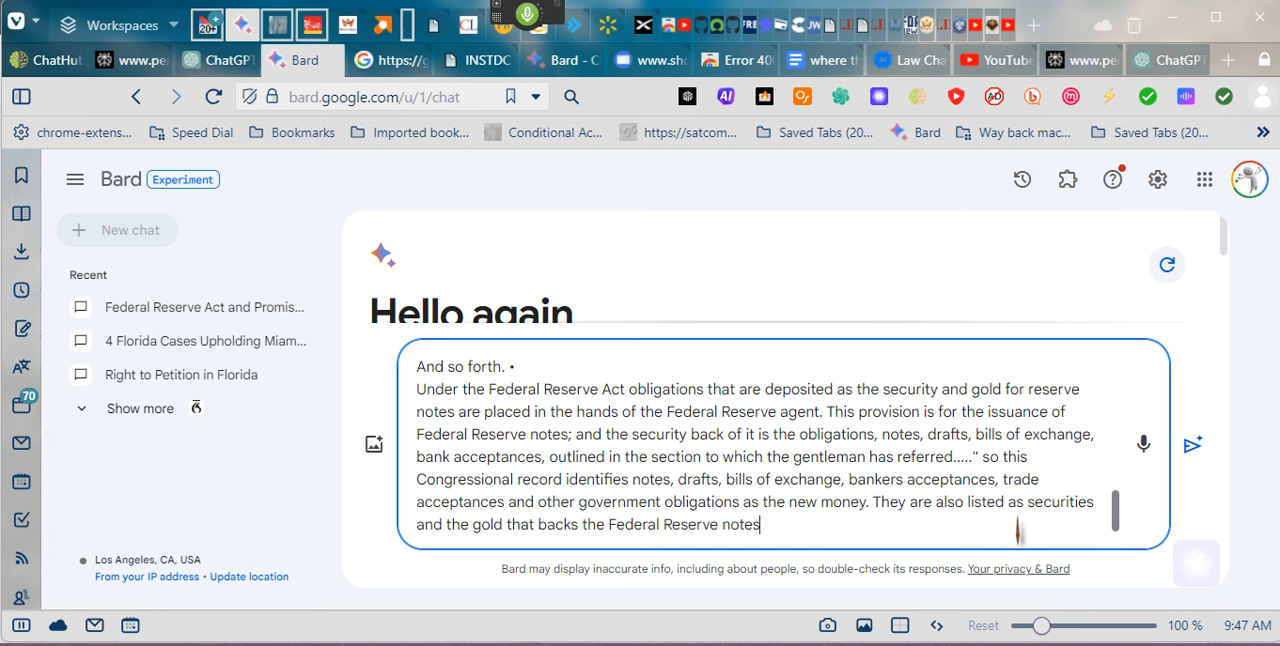 Workspaces
20+
CI
ChatHu
www.pe
ChatGPT
Bard
https://g
INSTDC
Bard - C
www.sh
Error 40
where th
Law Cha
YouTube
www.pe
ChatGP
bard.google.com/u/1/chat
chrome-extens...
Speed Dial
Bookmarks
Imported book...
Conditional Ac...
https://satcom...
Saved Tabs (20...
Bard
Way back mac...
Saved Tabs (20...
Bard Experiment
New chat
Recent
Federal Reserve Act and Promis...
4 Florida Cases Upholding Miam...
Right to Petition in Florida
Show more
70
Los Angeles, CA, USA
From your IP address • Update location
Hello again
And so forth. •
Under the Federal Reserve Act obligations that are deposited as the security and gold for reserve
notes are placed in the hands of the Federal Reserve agent. This provision is for the issuance of
Federal Reserve notes; and the security back of it is the obligations, notes, drafts, bills of exchange,
bank acceptances, outlined in the section to which the gentleman has referred....." so this
Congressional record identifies notes, drafts, bills of exchange, bankers acceptances, trade
acceptances and other government obligations as the new money. They are also listed as securities
and the gold that backs the Federal Reserve notes
Bard may display inaccurate info, including about people, so double-check its responses. Your privacy & Bard
Reset
100 %
9:47 AM